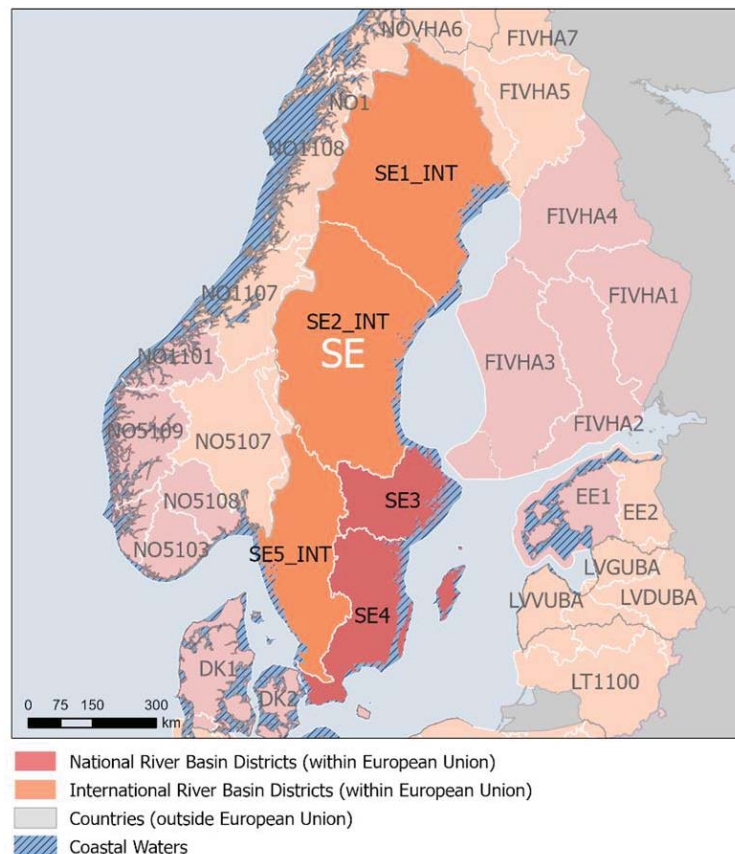 NOVHA6
FIVHA7
NO1
FIVHA5
NO1108
SE1_INT
FIVHA4
NO1107
FIVHA1
SE2_INT
SE
NO1101
FIVHA3
NO5109
NO5107
FIVHA2
NO5108
SE3
EE1
EE2
NO5103
SE5_INT
LVGUBA
LVVUBA
LVDUBA
SE4
DK1
DK2
LT1100
0 75 150 300
km
National River Basin Districts (within European Union)
International River Basin Districts (within European Union)
Countries (outside European Union)
Coastal Waters